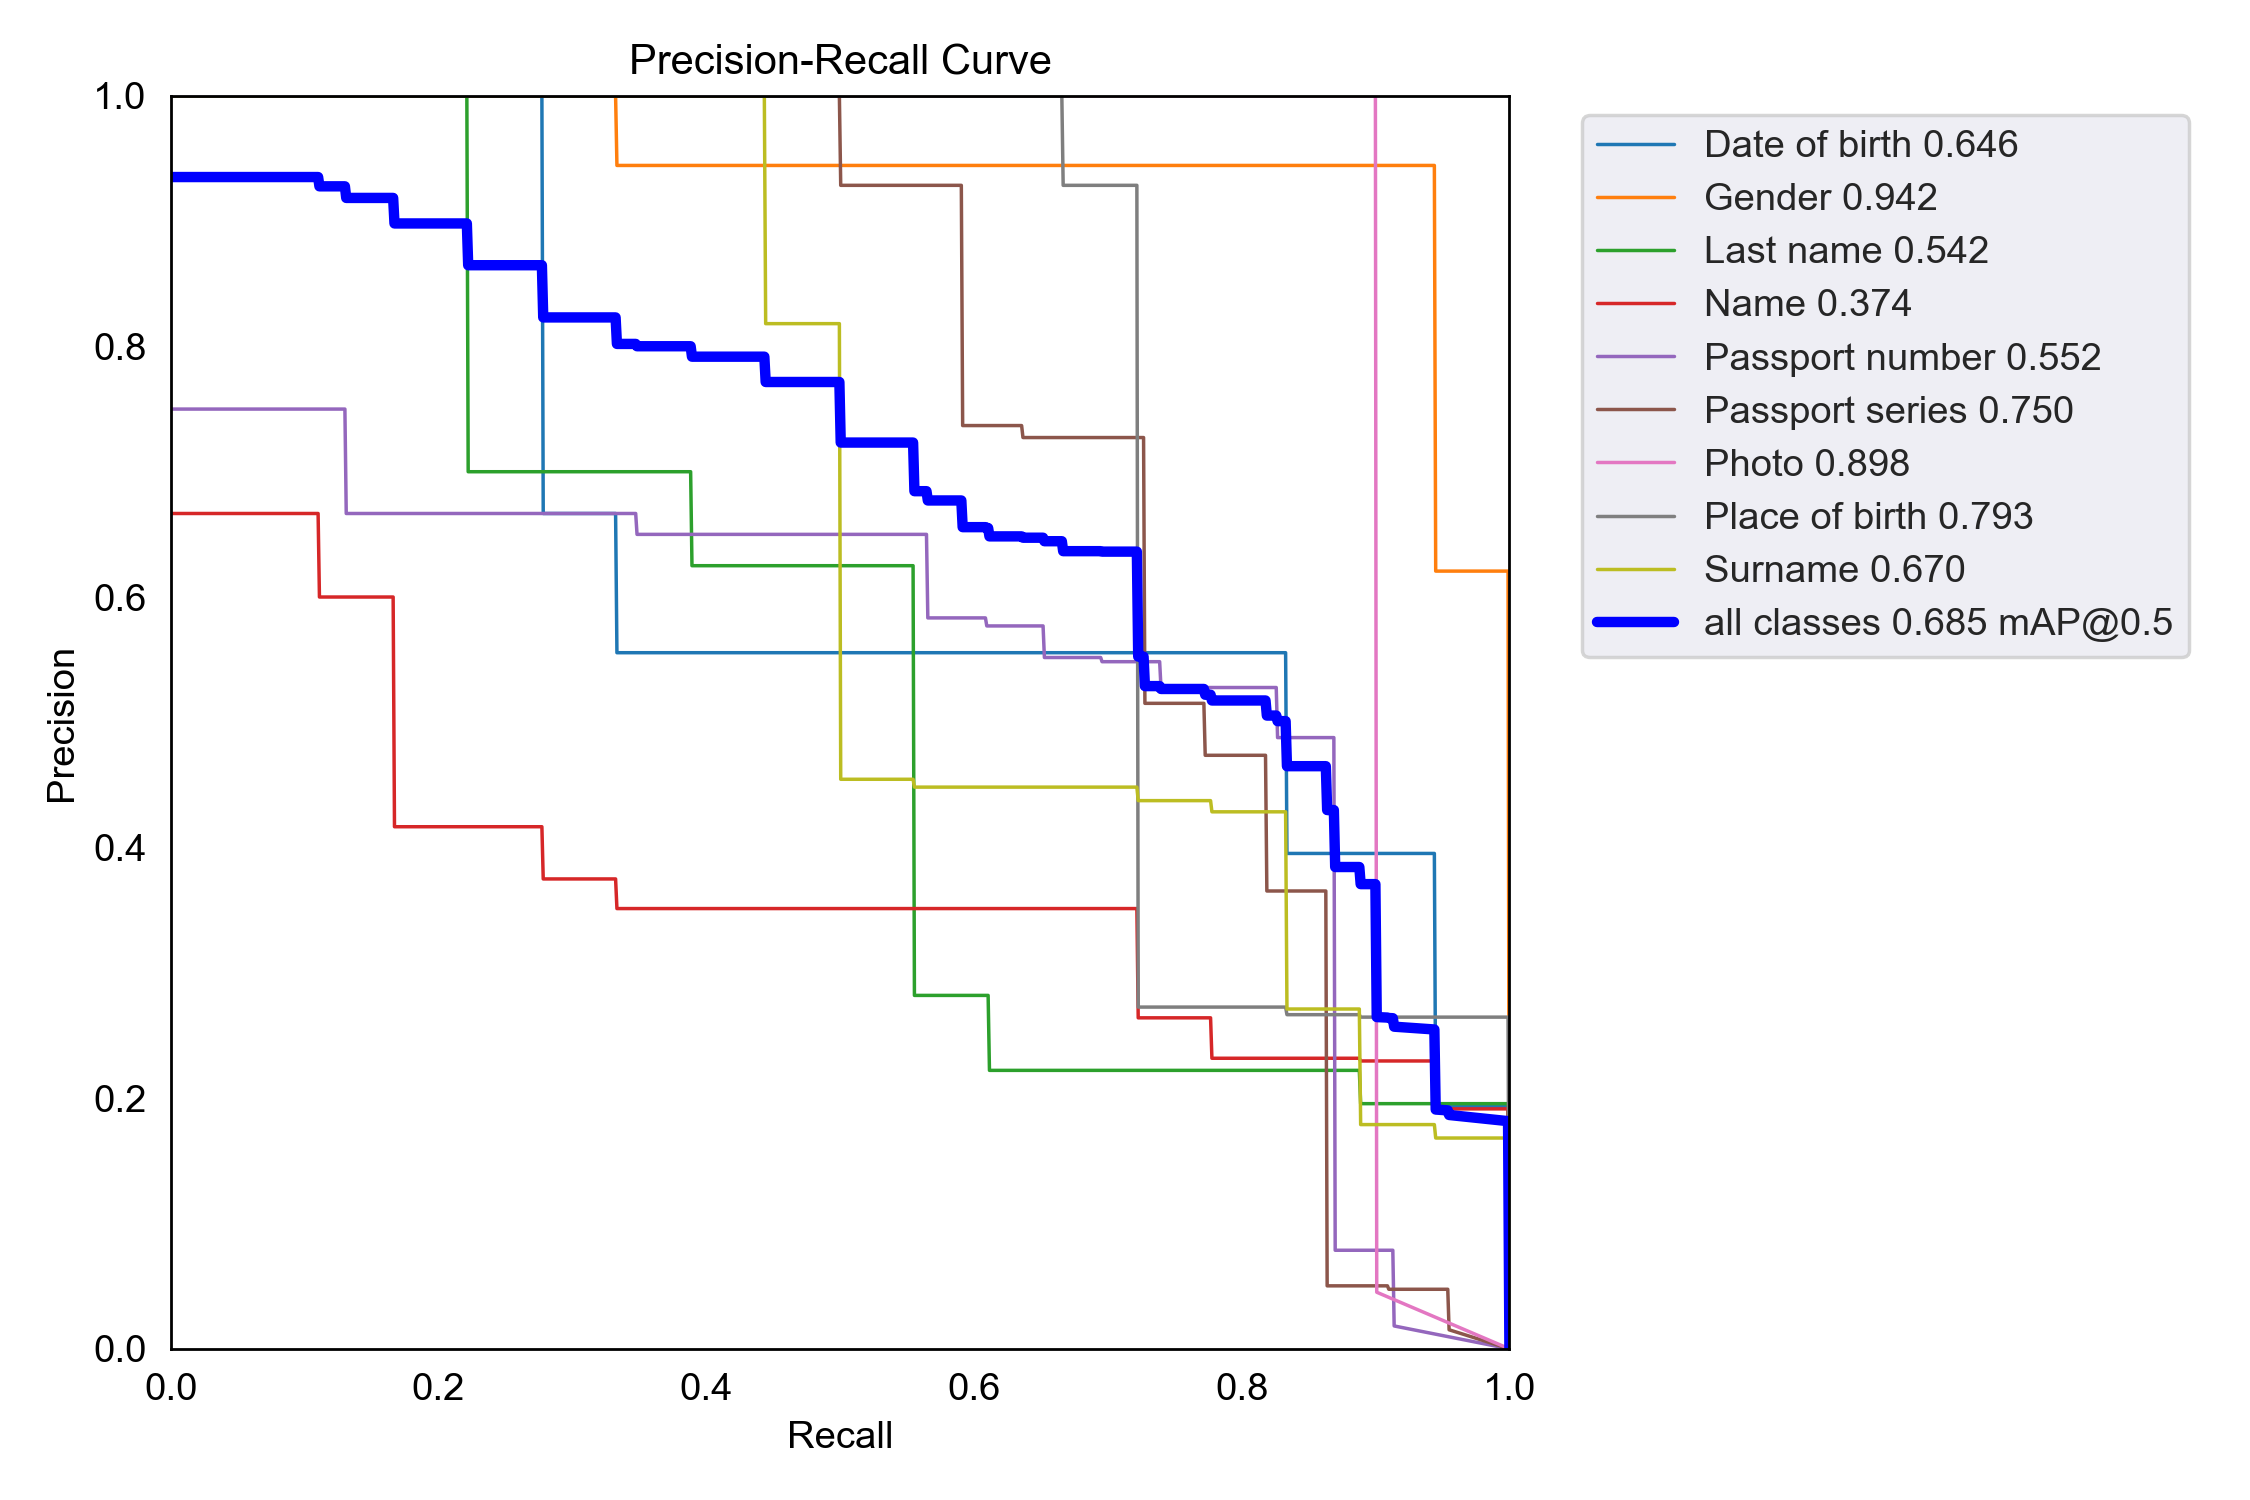 Precision-Recall Curve
1.0
0.8
0.6
0.4
0.2
0.0
Precision
0.0 0.2 0.4 0.6 0.8 1.0
Recall
Date of birth 0.646
Gender 0.942
Last name 0.542
Name 0.374
Passport number 0.552
Passport series 0.750
Photo 0.898
Place of birth 0.793
Surname 0.670
all classes 0.685 mAP@0.5